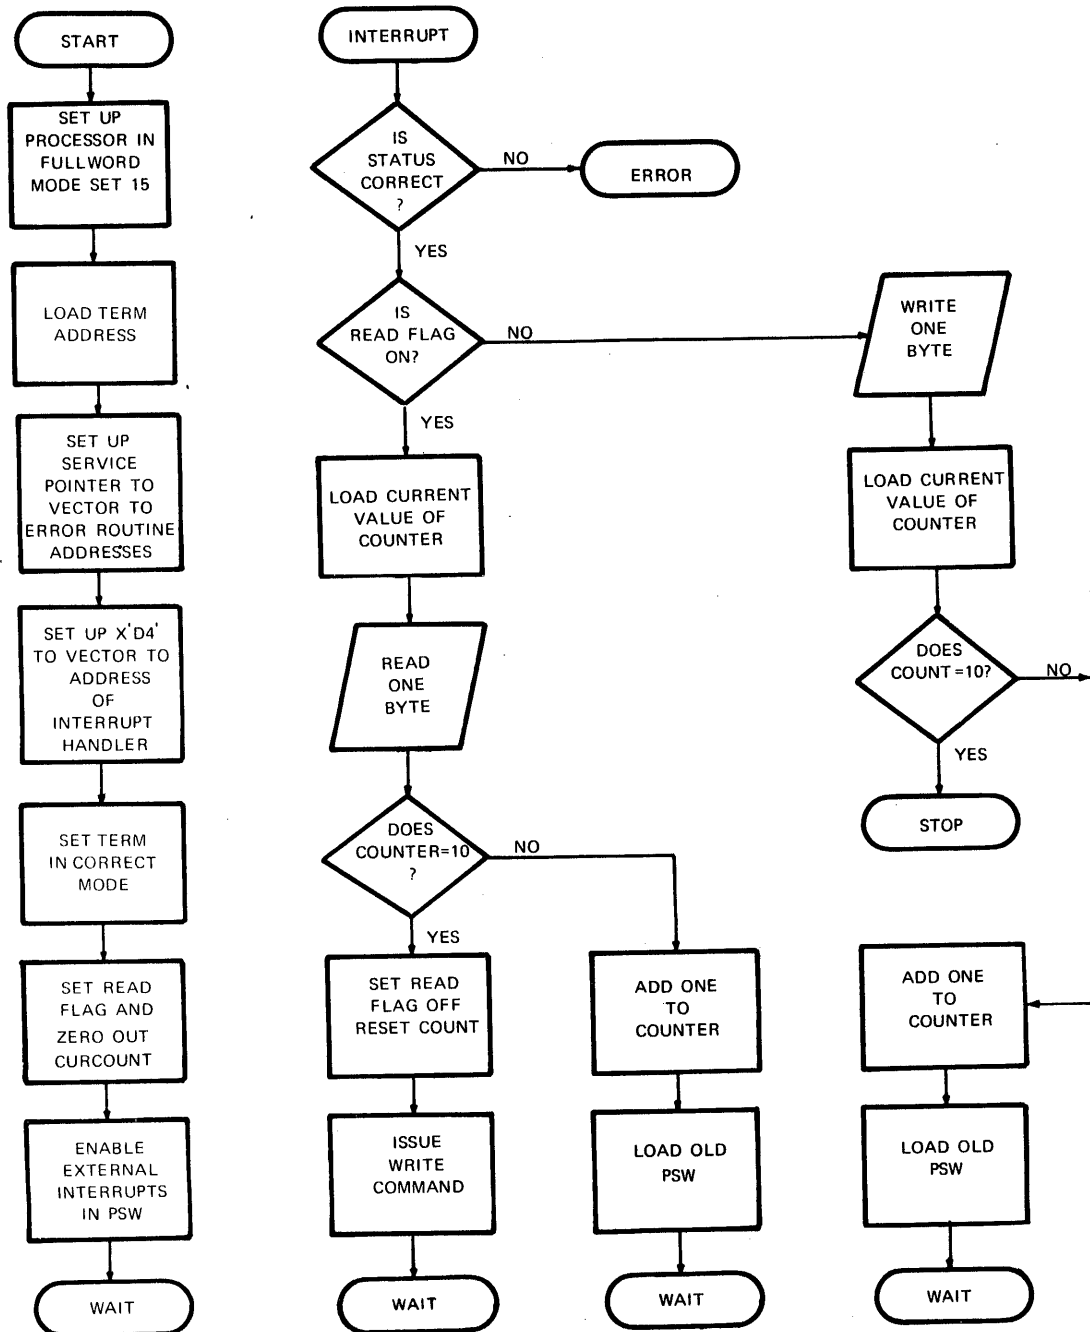 START
SET UP
PROCESSOR IN
FULLWORD
MODE SET 15
LOAD TERM
ADDRESS
SET UP
SERVICE
POINTER TO
VECTOR TO
ERROR ROUTINE
ADDRESSES
SET UP X'D4'
TO VECTOR TO
ADDRESS
OF
INTERRUPT
HANDLER
SET TERM
IN CORRECT
MODE
SET READ
FLAG AND
ZERO OUT
CURCOUNT
ENABLE
EXTERNAL
INTERRUPTS
IN PSW
WAIT
INTERRUPT
IS
STATUS
CORRECT
?
NO
ERROR
YES
IS
READ FLAG
ON?
NO
YES
LOAD CURRENT
VALUE OF
COUNTER
READ
ONE
BYTE
DOES
COUNTER=10
?
NO
YES
SET READ
FLAG OFF
RESET COUNT
ISSUE
WRITE
COMMAND
WAIT
ADD ONE
TO
COUNTER
LOAD OLD
PSW
WAIT
WRITE
ONE
BYTE
LOAD CURRENT
VALUE OF
COUNTER
DOES
COUNT=10?
NO
YES
STOP
ADD ONE
TO
COUNTER
LOAD OLD
PSW
WAIT